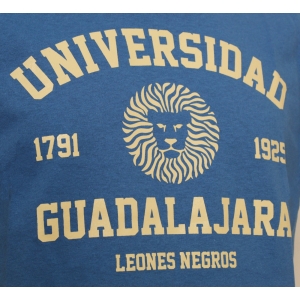 UNIVERSIDAD
1791 1925
GUADALAJARA
LEONES NEGROS